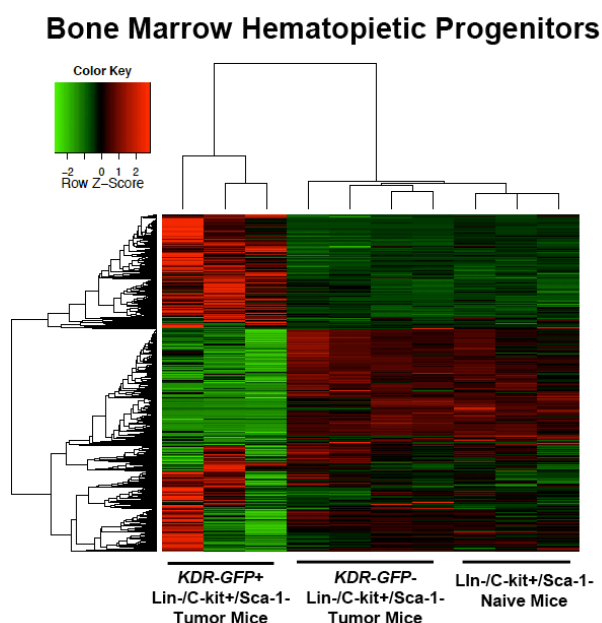 Bone Marrow Hematopietic Progenitors
Color Key
-2 0 1 2
Row Z-Score
KDR-GFP+
Lin-/C-kit+/Sca-1-
Tumor Mice
KDR-GFP-
Lin-/C-kit+/Sca-1-
Tumor Mice
LIn-/C-kit+/Sca-1-
Naive Mice